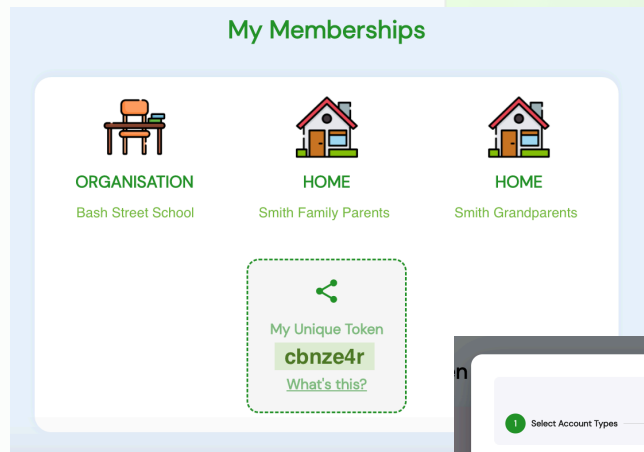 My Memberships
ORGANISATION
HOME
HOME
Bash Street School
Smith Family Parents
Smith Grandparents
My Unique Token
cbnze4r
What's this?
1 Select Account Types